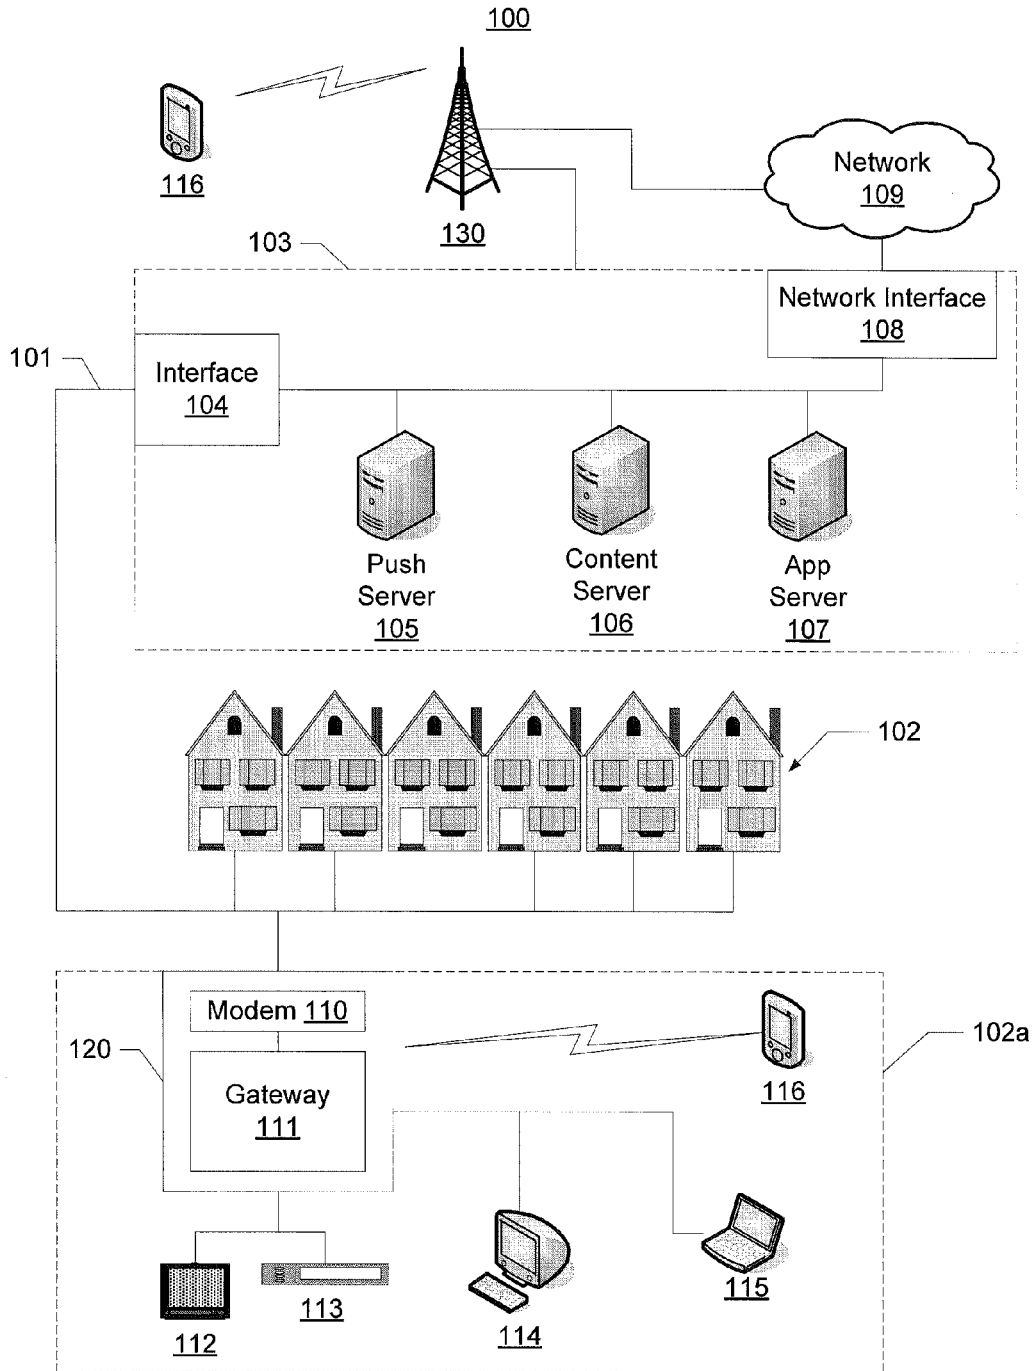 100
116
130
Network
109
103
Network Interface
108
101
Interface
104
Push
Server
105
Content
Server
106
App
Server
107
102
Modem 110
120
Gateway
111
116
102a
112
113
114
115